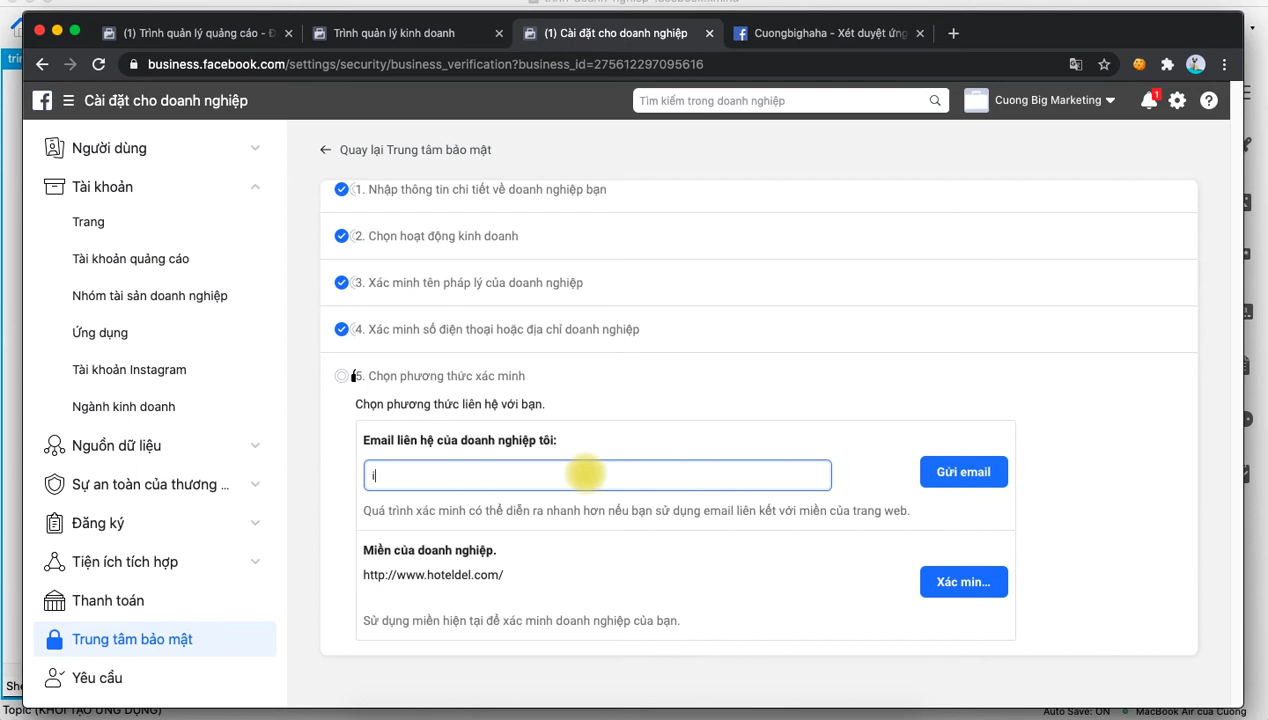 (1) Trình quản lý quảng cáo - Đ
Trình quản lý kinh doanh
(1) Cài đặt cho doanh nghiệp
Cuongbighaha - Xét duyệt ứng
business.facebook.com/settings/security/business_verification?business_id=275612297095616
Cài đặt cho doanh nghiệp
Tìm kiếm trong doanh nghiệp
Cuong Big Marketing
1
Người dùng
Tài khoản
Trang
Tài khoản quảng cáo
Nhóm tài sản doanh nghiệp
Ứng dụng
Tài khoản Instagram
Ngành kinh doanh
Nguồn dữ liệu
Sự an toàn của thương ...
Đăng ký
Tiện ích tích hợp
Thanh toán
Trung tâm bảo mật
Yêu cầu
Quay lại Trung tâm bảo mật
1. Nhập thông tin chi tiết về doanh nghiệp bạn
2. Chọn hoạt động kinh doanh
3. Xác minh tên pháp lý của doanh nghiệp
4. Xác minh số điện thoại hoặc địa chỉ doanh nghiệp
5. Chọn phương thức xác minh
Chọn phương thức liên hệ với bạn.
Email liên hệ của doanh nghiệp tôi:
i
Gửi email
Quá trình xác minh có thể diễn ra nhanh hơn nếu bạn sử dụng email liên kết với miền của trang web.
Miền của doanh nghiệp.
http://www.hoteldel.com/
Xác min...
Sử dụng miền hiện tại để xác minh doanh nghiệp của bạn.
Topic (KHỞI TẠO ỨNG DỤNG)
Auto Save: ON
MacBook Air của Cuong